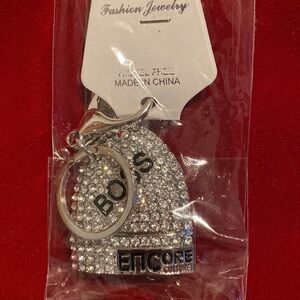 Fashion Jewelry
NICKEL FREE
MADE IN CHINA
BOSS
ENCORE